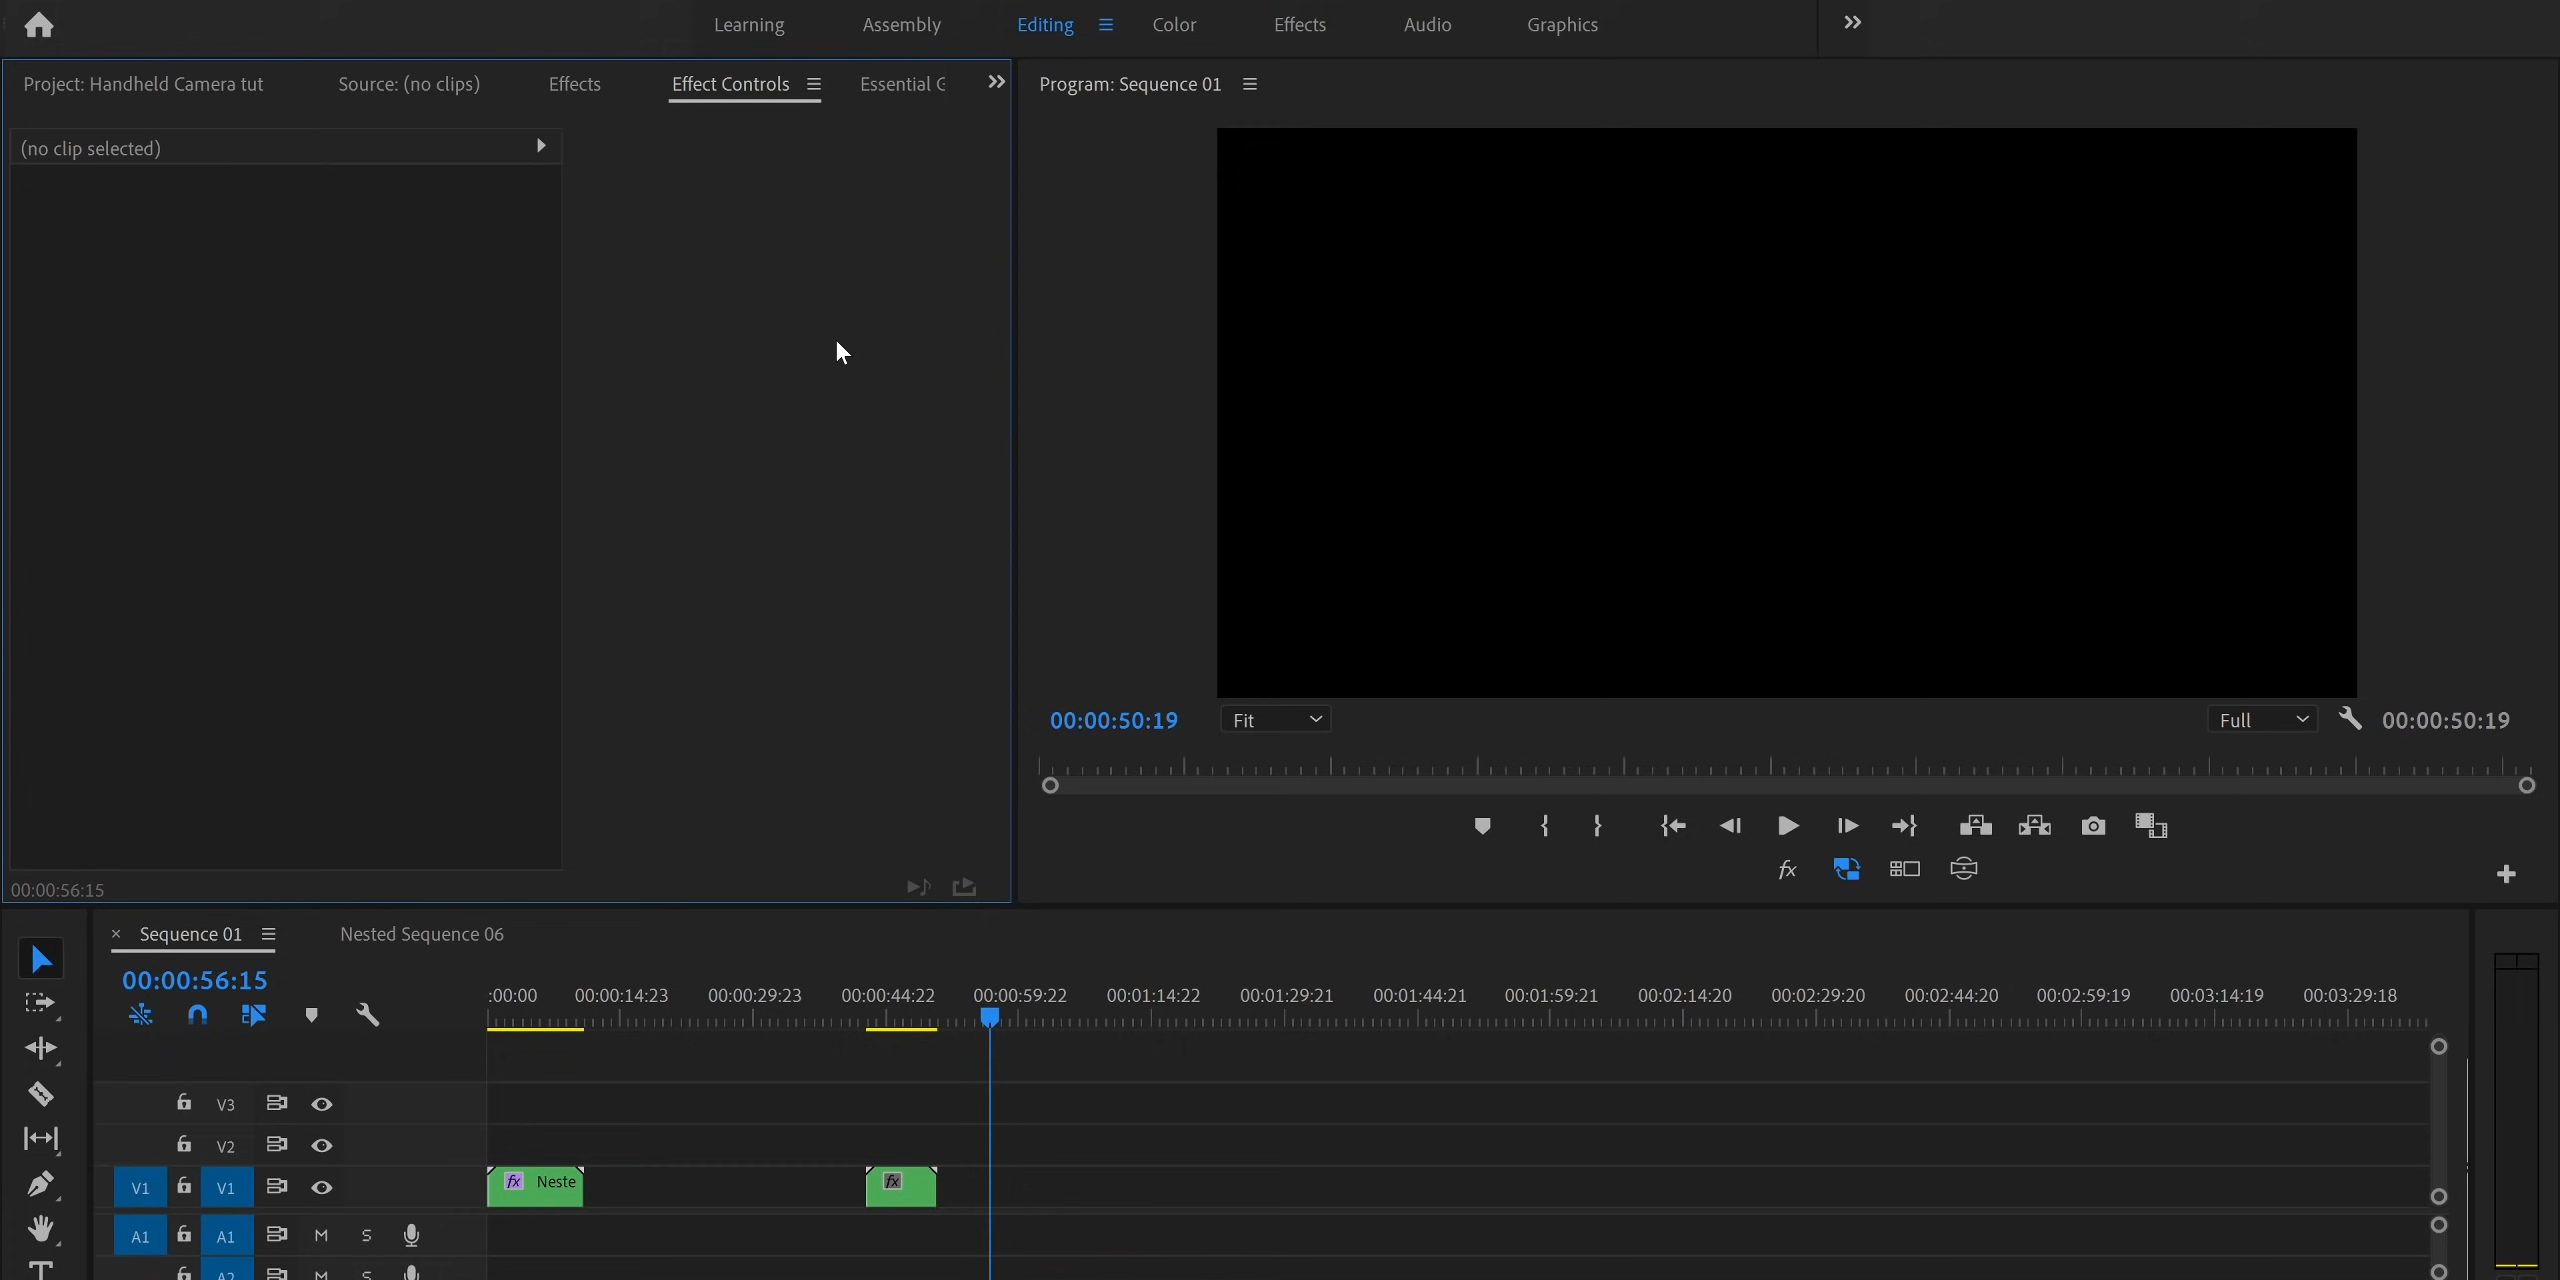 Learning Assembly Editing Color Effects Audio Graphics
Project: Handheld Camera tut Source: (no clips) Effects Effect Controls Essential G
Program: Sequence 01
(no clip selected)
00:00:50:19 Fit Full 00:00:50:19
fx
00:00:56:15
Sequence 01 Nested Sequence 06
00:00:56:15
:00:00 00:00:14:23 00:00:29:23 00:00:44:22 00:00:59:22 00:01:14:22 00:01:29:21 00:01:44:21 00:01:59:21 00:02:14:20 00:02:29:20 00:02:44:20 00:02:59:19 00:03:14:19 00:03:29:18
V3
V2
V1 V1 fx Neste fx
A1 A1 M S
A2 M S